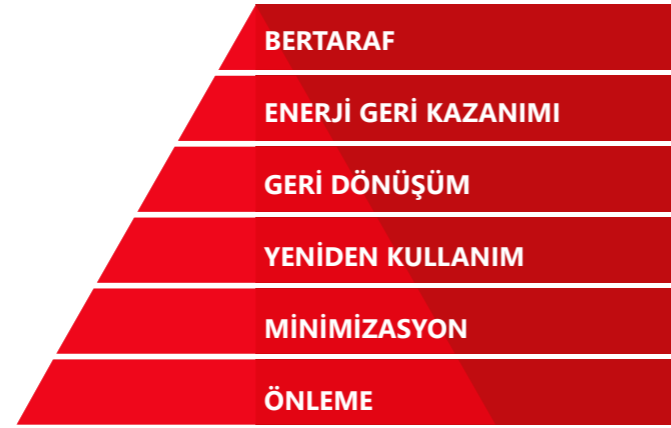 BERTARAF
ENERJİ GERİ KAZANIMI
GERİ DÖNÜŞÜM
YENİDEN KULLANIM
MİNİMİZASYON
ÖNLEME